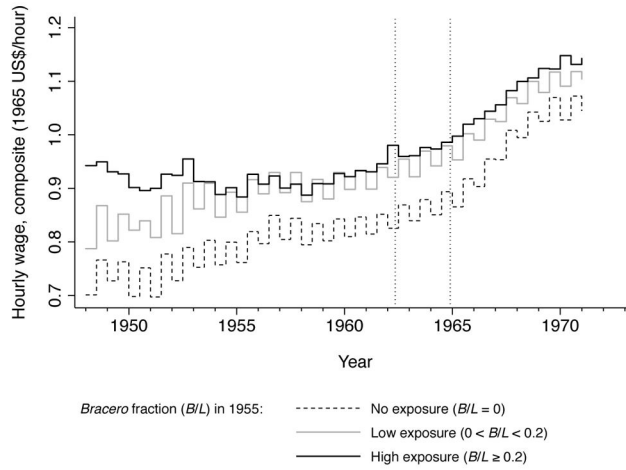 Hourly wage, composite (1965 US$/hour)
1.2
1.1
1.0
0.9
0.8
0.7
1950
1955
1960
1965
1970
Year
Bracero fraction (B/L) in 1955:
No exposure (B/L = 0)
Low exposure (0 < B/L < 0.2)
High exposure (B/L ≥ 0.2)